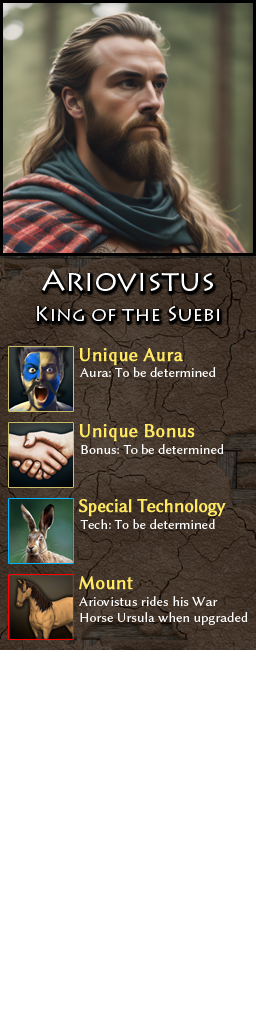 Ariovistus
King of the Suebi
Unique Aura
Aura: To be determined
Unique Bonus
Bonus: To be determined
Special Technology
Tech: To be determined
Mount
Ariovistus rides his War
Horse Ursula when upgraded